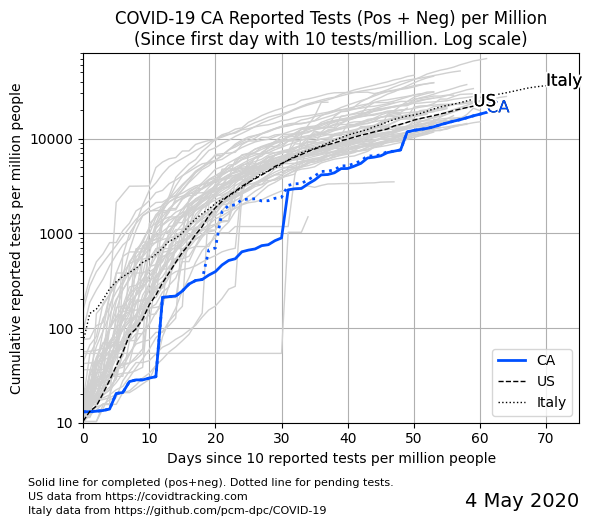 COVID-19 CA Reported Tests (Pos + Neg) per Million
(Since first day with 10 tests/million. Log scale)
Cumulative reported tests per million people
10000
1000
100
10
Italy
US
CA
CA
US
Italy
0 10 20 30 40 50 60 70
Days since 10 reported tests per million people
Solid line for completed (pos+neg). Dotted line for pending tests.
US data from https://covidtracking.com
Italy data from https://github.com/pcm-dpc/COVID-19
4 May 2020